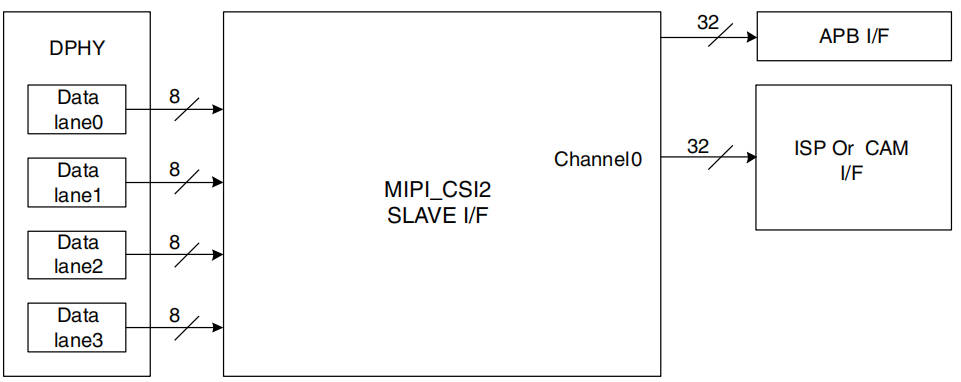 DPHY
Data
lane0
8
Data
lane1
8
Data
lane2
8
Data
lane3
8
MIPI_CSI2
SLAVE I/F
Channel0
32
APB I/F
32
ISP Or CAM
I/F